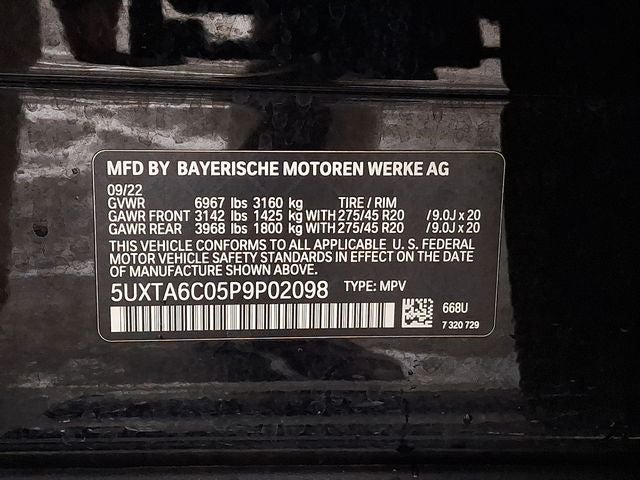 MFD BY BAYERISCHE MOTOREN WERKE AG
09/22
GVWR 6967 lbs 3160 kg TIRE / RIM
GAWR FRONT 3142 lbs 1425 kg WITH 275/45 R20 / 9.0J x 20
GAWR REAR 3968 lbs 1800 kg WITH 275/45 R20 / 9.0J x 20
THIS VEHICLE CONFORMS TO ALL APPLICABLE U. S. FEDERAL
MOTOR VEHICLE SAFETY STANDARDS IN EFFECT ON THE DATE
OF MANUFACTURE SHOWN ABOVE.
5UXTA6C05P9P02098 TYPE: MPV
668U
7 320 729